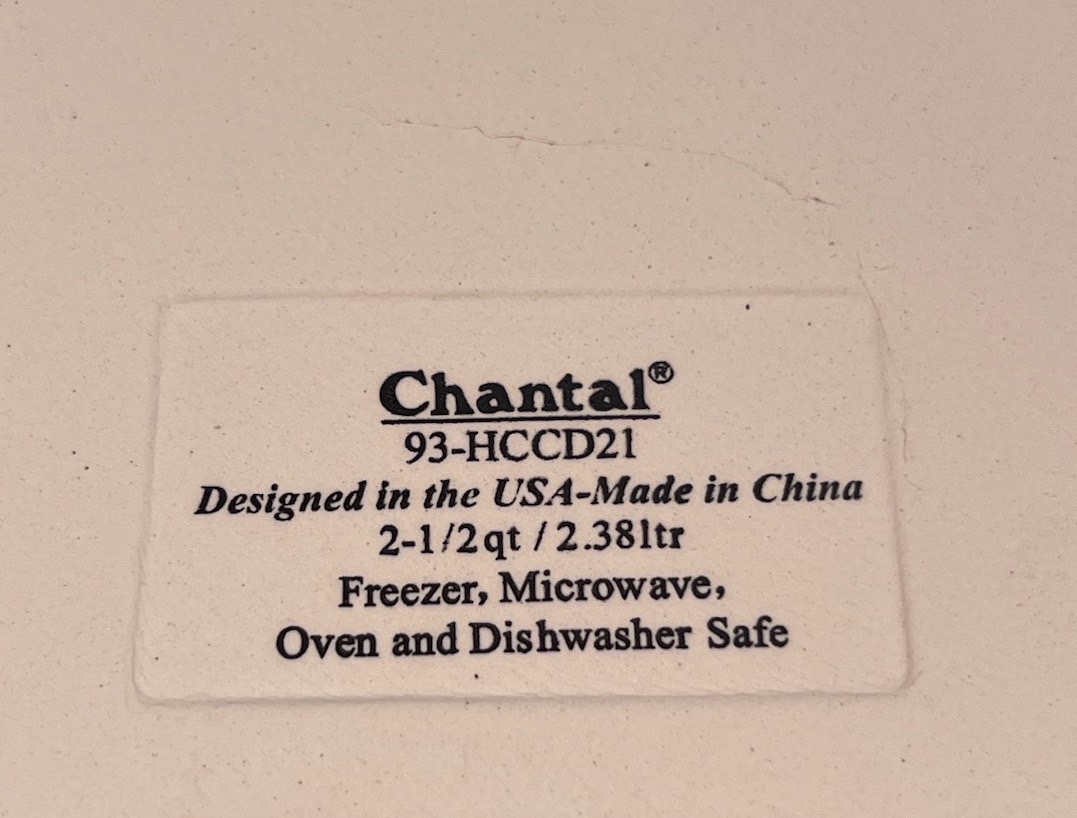 Chantal®
93-HCCD21
Designed in the USA-Made in China
2-1/2qt / 2.38ltr
Freezer, Microwave,
Oven and Dishwasher Safe